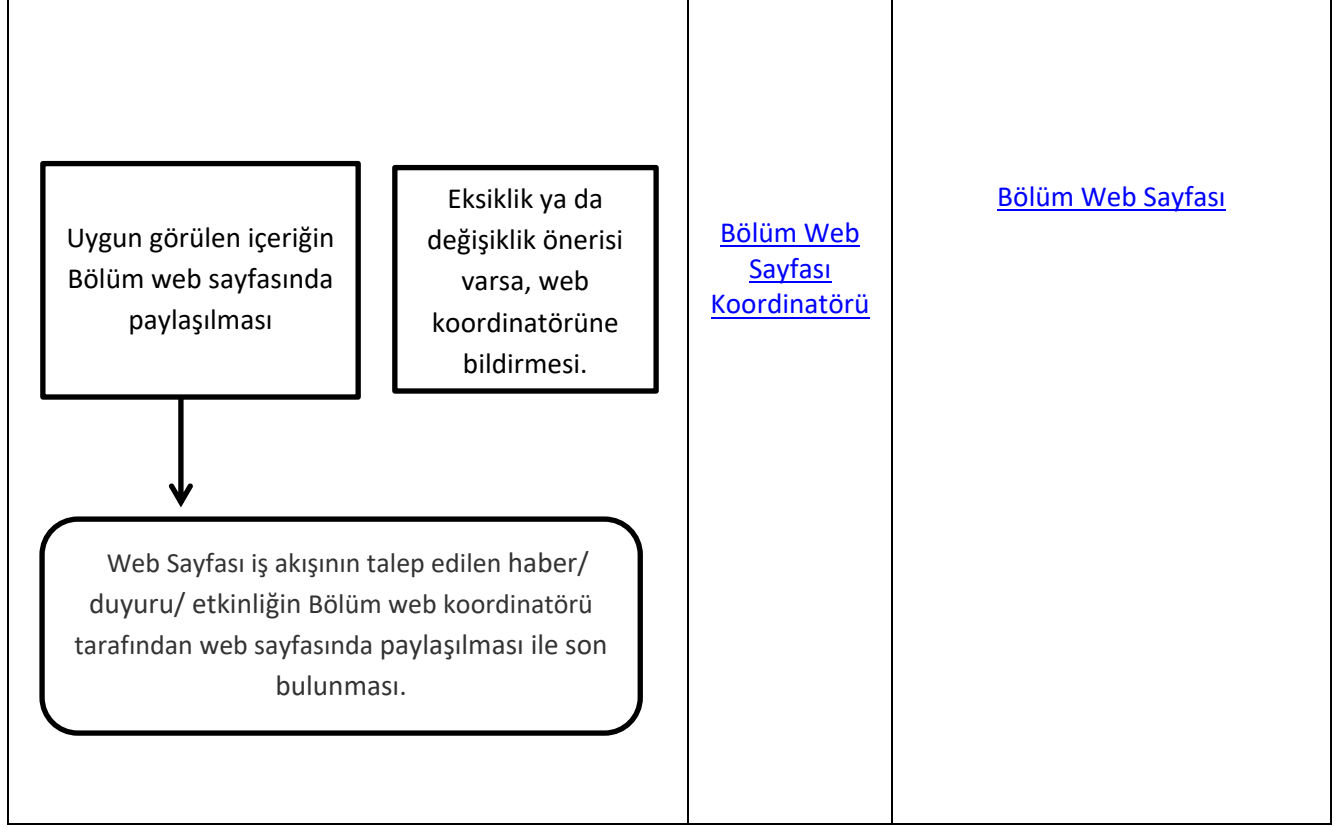 Uygun görülen içeriğin
Bölüm web sayfasında
paylaşılması
Eksiklik ya da
değişiklik önerisi
varsa, web
koordinatörüne
bildirmesi.
Web Sayfası iş akışının talep edilen haber/
duyuru/ etkinliğin Bölüm web koordinatörü
tarafından web sayfasında paylaşılması ile son
bulunması.
Bölüm Web
Sayfası
Koordinatörü
Bölüm Web Sayfası